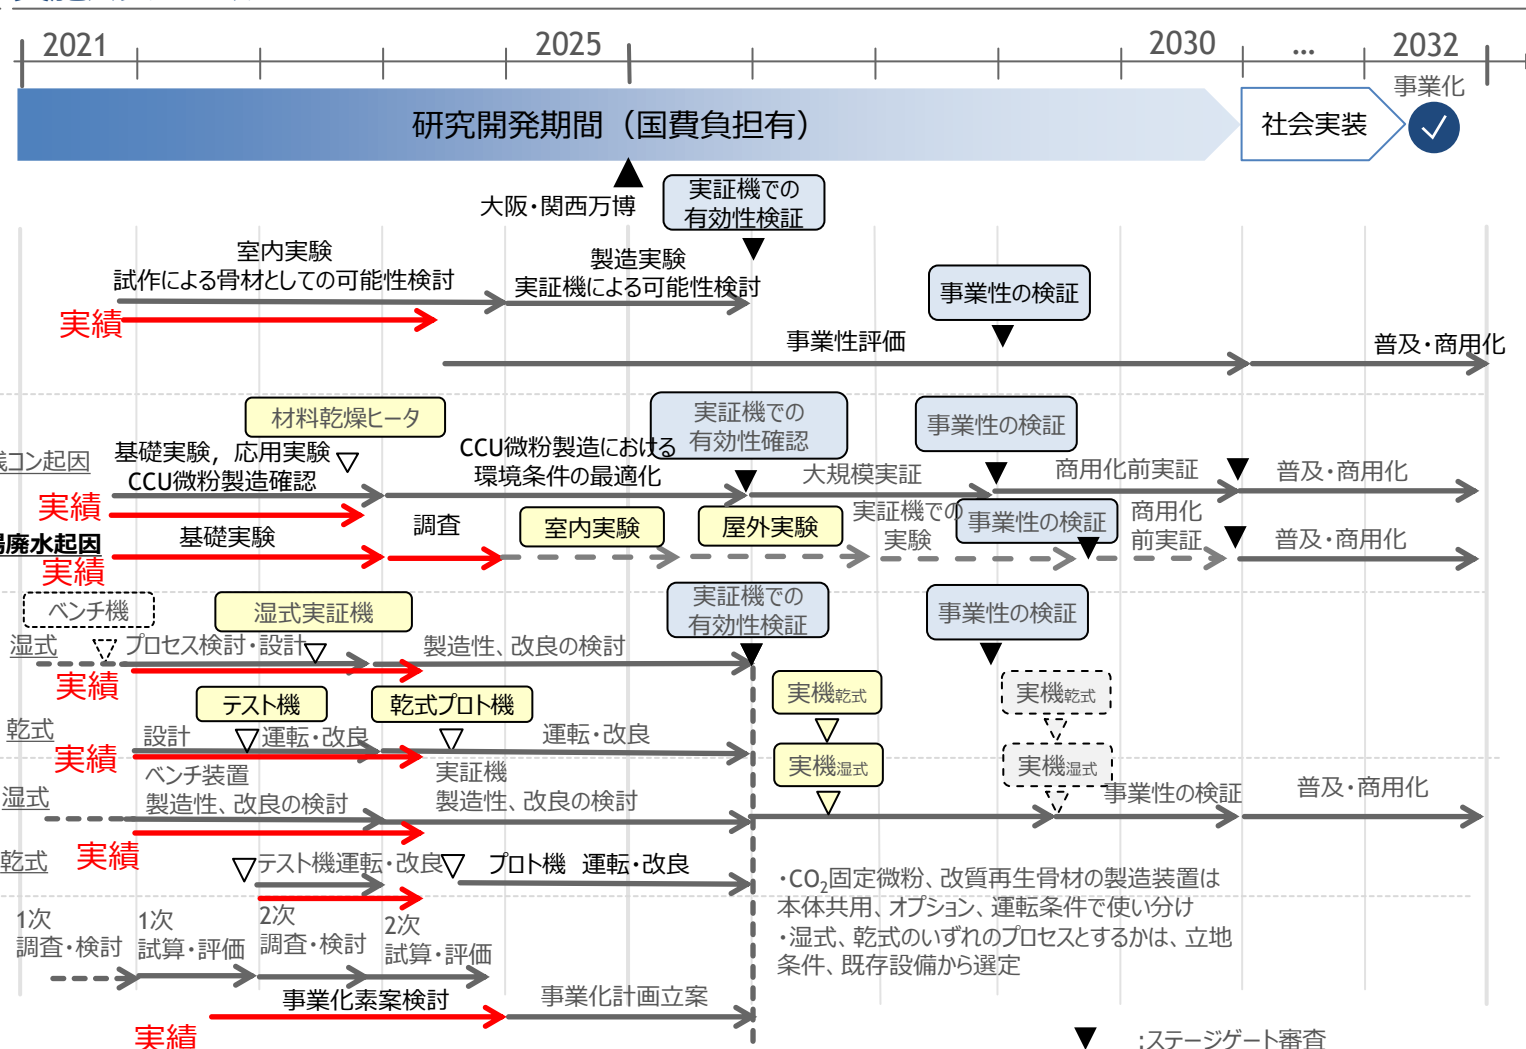 2021
2025
2030
...
2032
事業化
研究開発期間（国費負担有）
社会実装
大阪・関西万博
実証機での
有効性検証
室内実験
試作による骨材としての可能性検討
製造実験
実証機による可能性検討
実績
事業性の検証
事業性評価
普及・商用化
材料乾燥ヒータ
実証機での
有効性確認
事業性の検証
コン起因
基礎実験，応用実験
CCU微粉製造確認
CCU微粉製造における
環境条件の最適化
大規模実証
商用化前実証
普及・商用化
実績
廃水起因
基礎実験
調査
室内実験
屋外実験
実証機での
実験
事業性の検証
商用化
前実証
普及・商用化
実績
ベンチ機
湿式実証機
実証機での
有効性検証
事業性の検証
湿式
プロセス検討・設計
製造性、改良の検討
実績
テスト機
乾式プロト機
実機乾式
実機乾式
乾式
設計
運転・改良
運転・改良
実績
実機湿式
実機湿式
湿式
ベンチ装置
製造性、改良の検討
実証機
製造性、改良の検討
事業性の検証
普及・商用化
実績
乾式
テスト機運転・改良
プロト機　運転・改良
・CO₂固定微粉、改質再生骨材の製造装置は
本体共用、オプション、運転条件で使い分け
・湿式、乾式のいずれのプロセスとするかは、立地
条件、既存設備から選定
1次
調査・検討
1次
試算・評価
2次
調査・検討
2次
試算・評価
事業化素案検討
事業化計画立案
実績
:ステージゲート審査